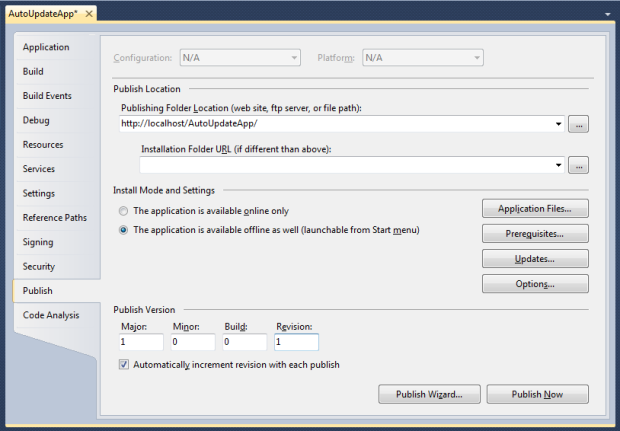 AutoUpdateApp*
Application
Build
Build Events
Debug
Resources
Services
Settings
Reference Paths
Signing
Security
Publish
Code Analysis
Configuration: N/A Platform: N/A
Publish Location
Publishing Folder Location (web site, ftp server, or file path):
http://localhost/AutoUpdateApp/ ...
Installation Folder URL (if different than above):
...
Install Mode and Settings
The application is available online only
The application is available offline as well (launchable from Start menu)
Application Files...
Prerequisites...
Updates...
Options...
Publish Version
Major: Minor: Build: Revision:
1 0 0 1
Automatically increment revision with each publish
Publish Wizard... Publish Now